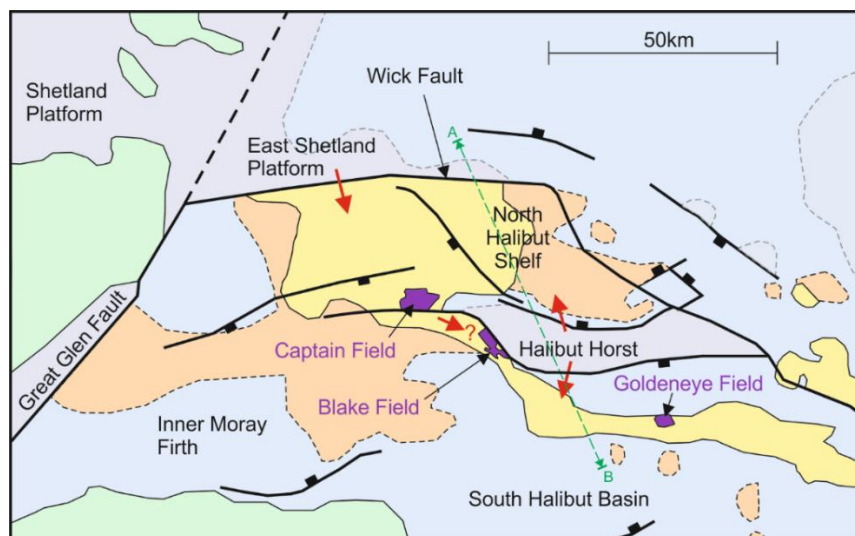 50km
Shetland
Platform
Wick Fault
A
East Shetland
Platform
North
Halibut
Shelf
Great Glen Fault
?
Captain Field
Halibut Horst
Blake Field
Goldeneye Field
Inner Moray
Firth
B
South Halibut Basin